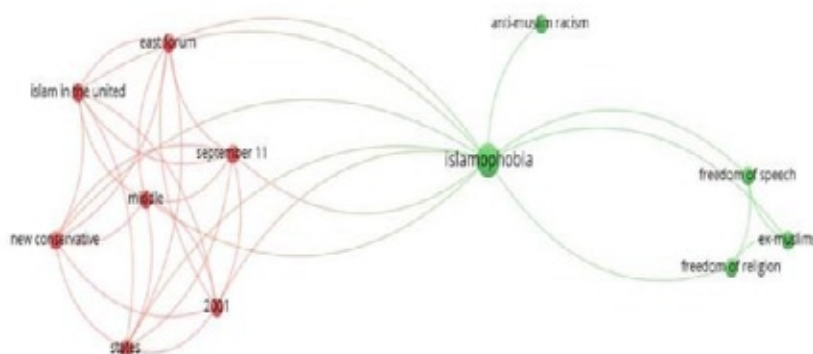 anti-muslim racism
east forum
islam in the united
september 11
islamophobia
freedom of speech
middle
new conservative
ex-muslims
freedom of religion
2001
states